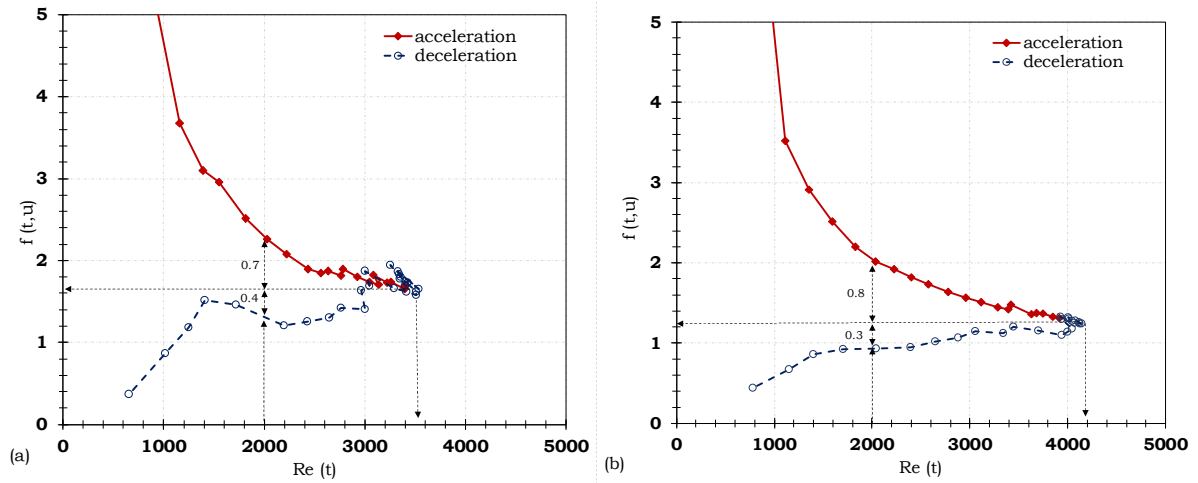 5
4
3
2
1
0
f (t,u)
acceleration
deceleration
0.7
0.4
0 1000 2000 3000 4000 5000
Re (t)
(a)
5
4
3
2
1
0
f (t,u)
acceleration
deceleration
0.8
0.3
0 1000 2000 3000 4000 5000
Re (t)
(b)